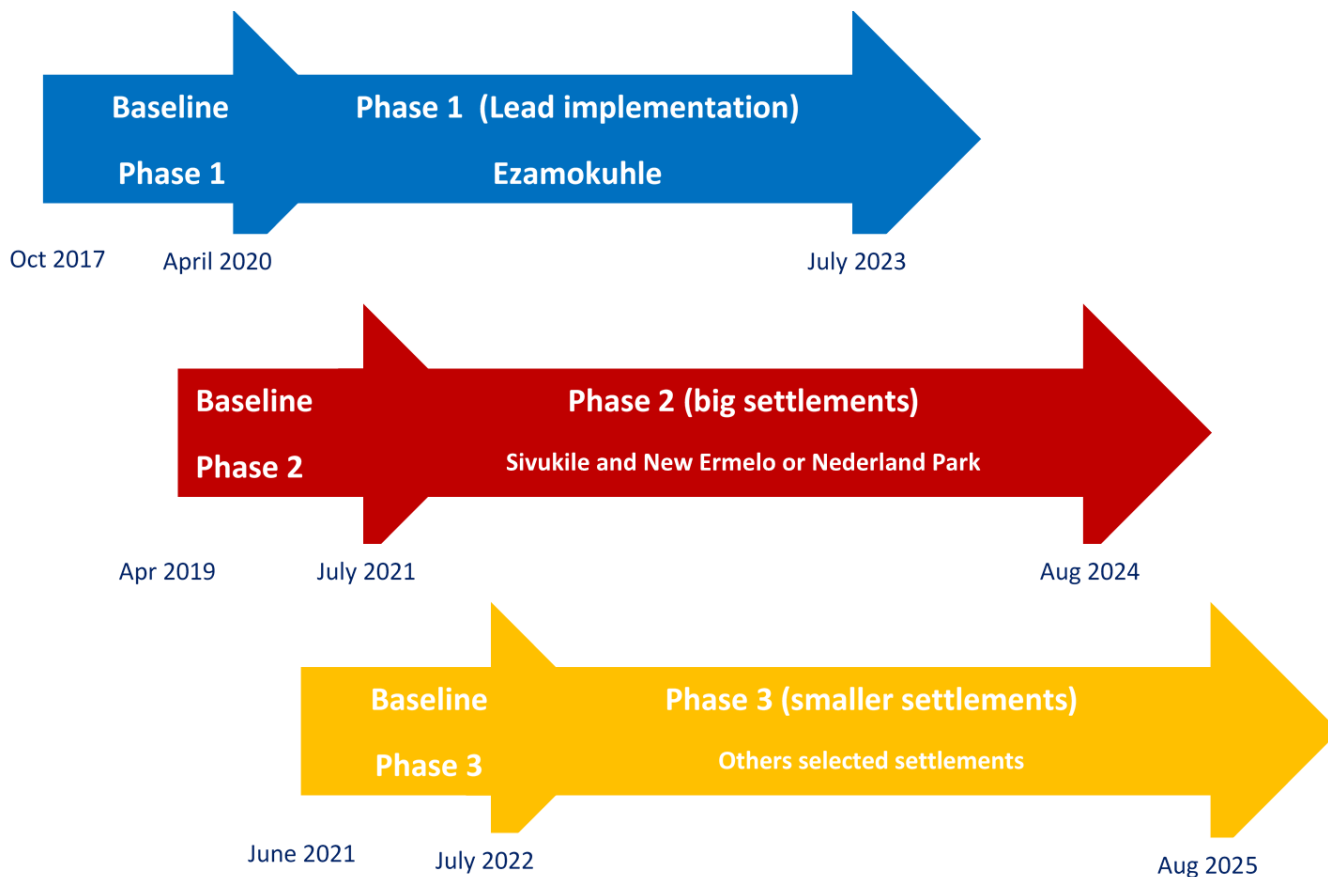 Baseline
Phase 1
Phase 1  (Lead implementation)
Ezamokuhle
Oct 2017
April 2020
July 2023
Baseline
Phase 2
Phase 2 (big settlements)
Sivukile and New Ermelo or Nederland Park
Apr 2019
July 2021
Aug 2024
Baseline
Phase 3
Phase 3 (smaller settlements)
Others selected settlements
June 2021
July 2022
Aug 2025